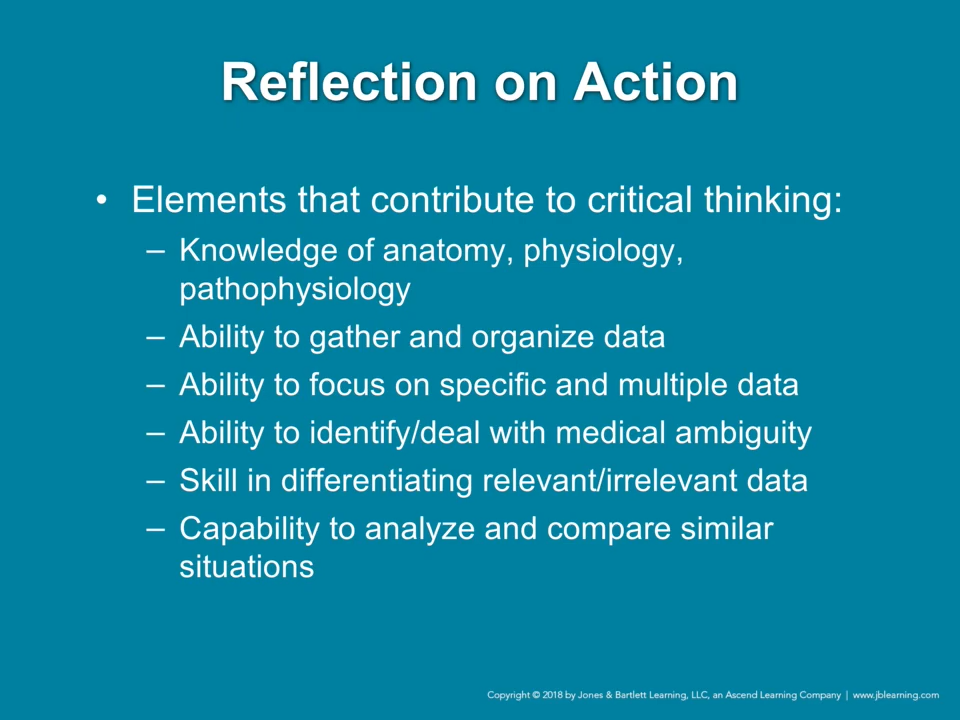 Reflection on Action
• Elements that contribute to critical thinking:
– Knowledge of anatomy, physiology,
pathophysiology
– Ability to gather and organize data
– Ability to focus on specific and multiple data
– Ability to identify/deal with medical ambiguity
– Skill in differentiating relevant/irrelevant data
– Capability to analyze and compare similar
situations
Copyright © 2018 by Jones & Bartlett Learning, LLC, an Ascend Learning Company | www.jblearning.com